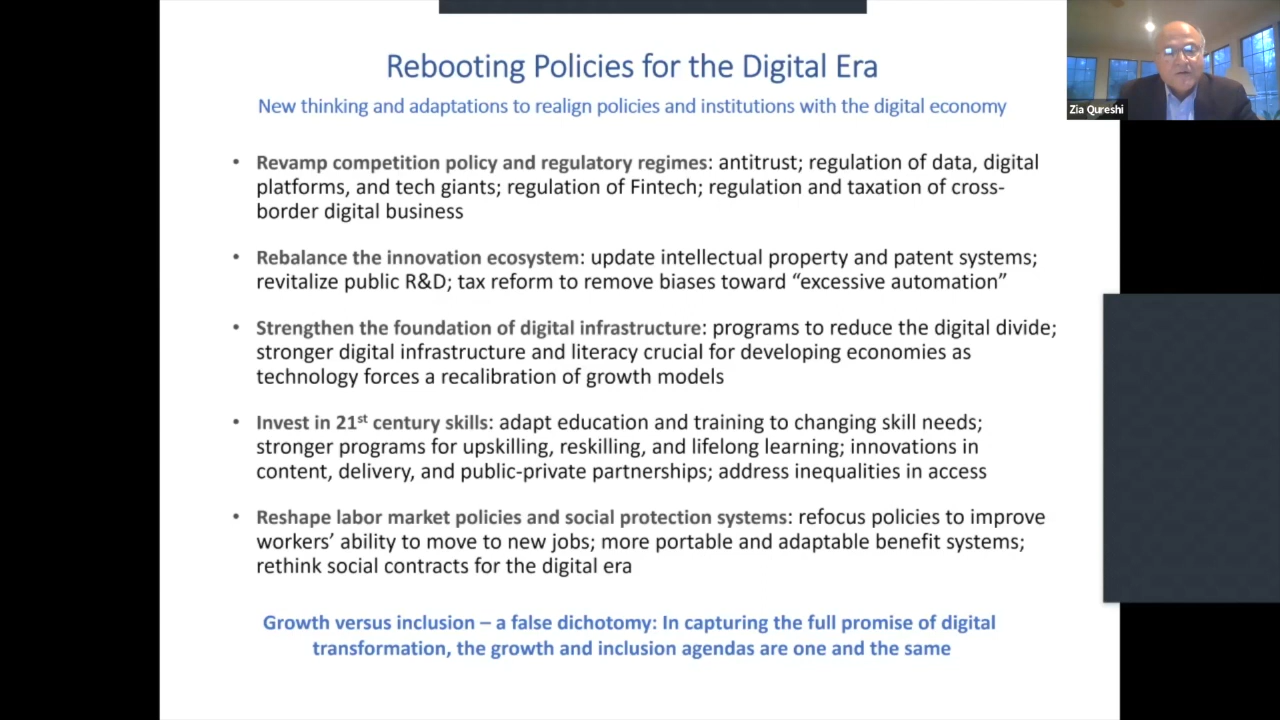 Rebooting Policies for the Digital Era
New thinking and adaptations to realign policies and institutions with the digital economy
Zia Qureshi
• Revamp competition policy and regulatory regimes: antitrust; regulation of data, digital
platforms, and tech giants; regulation of Fintech; regulation and taxation of cross-
border digital business
• Rebalance the innovation ecosystem: update intellectual property and patent systems;
revitalize public R&D; tax reform to remove biases toward “excessive automation”
• Strengthen the foundation of digital infrastructure: programs to reduce the digital divide;
stronger digital infrastructure and literacy crucial for developing economies as
technology forces a recalibration of growth models
• Invest in 21st century skills: adapt education and training to changing skill needs;
stronger programs for upskilling, reskilling, and lifelong learning; innovations in
content, delivery, and public-private partnerships; address inequalities in access
• Reshape labor market policies and social protection systems: refocus policies to improve
workers’ ability to move to new jobs; more portable and adaptable benefit systems;
rethink social contracts for the digital era
Growth versus inclusion – a false dichotomy: In capturing the full promise of digital
transformation, the growth and inclusion agendas are one and the same